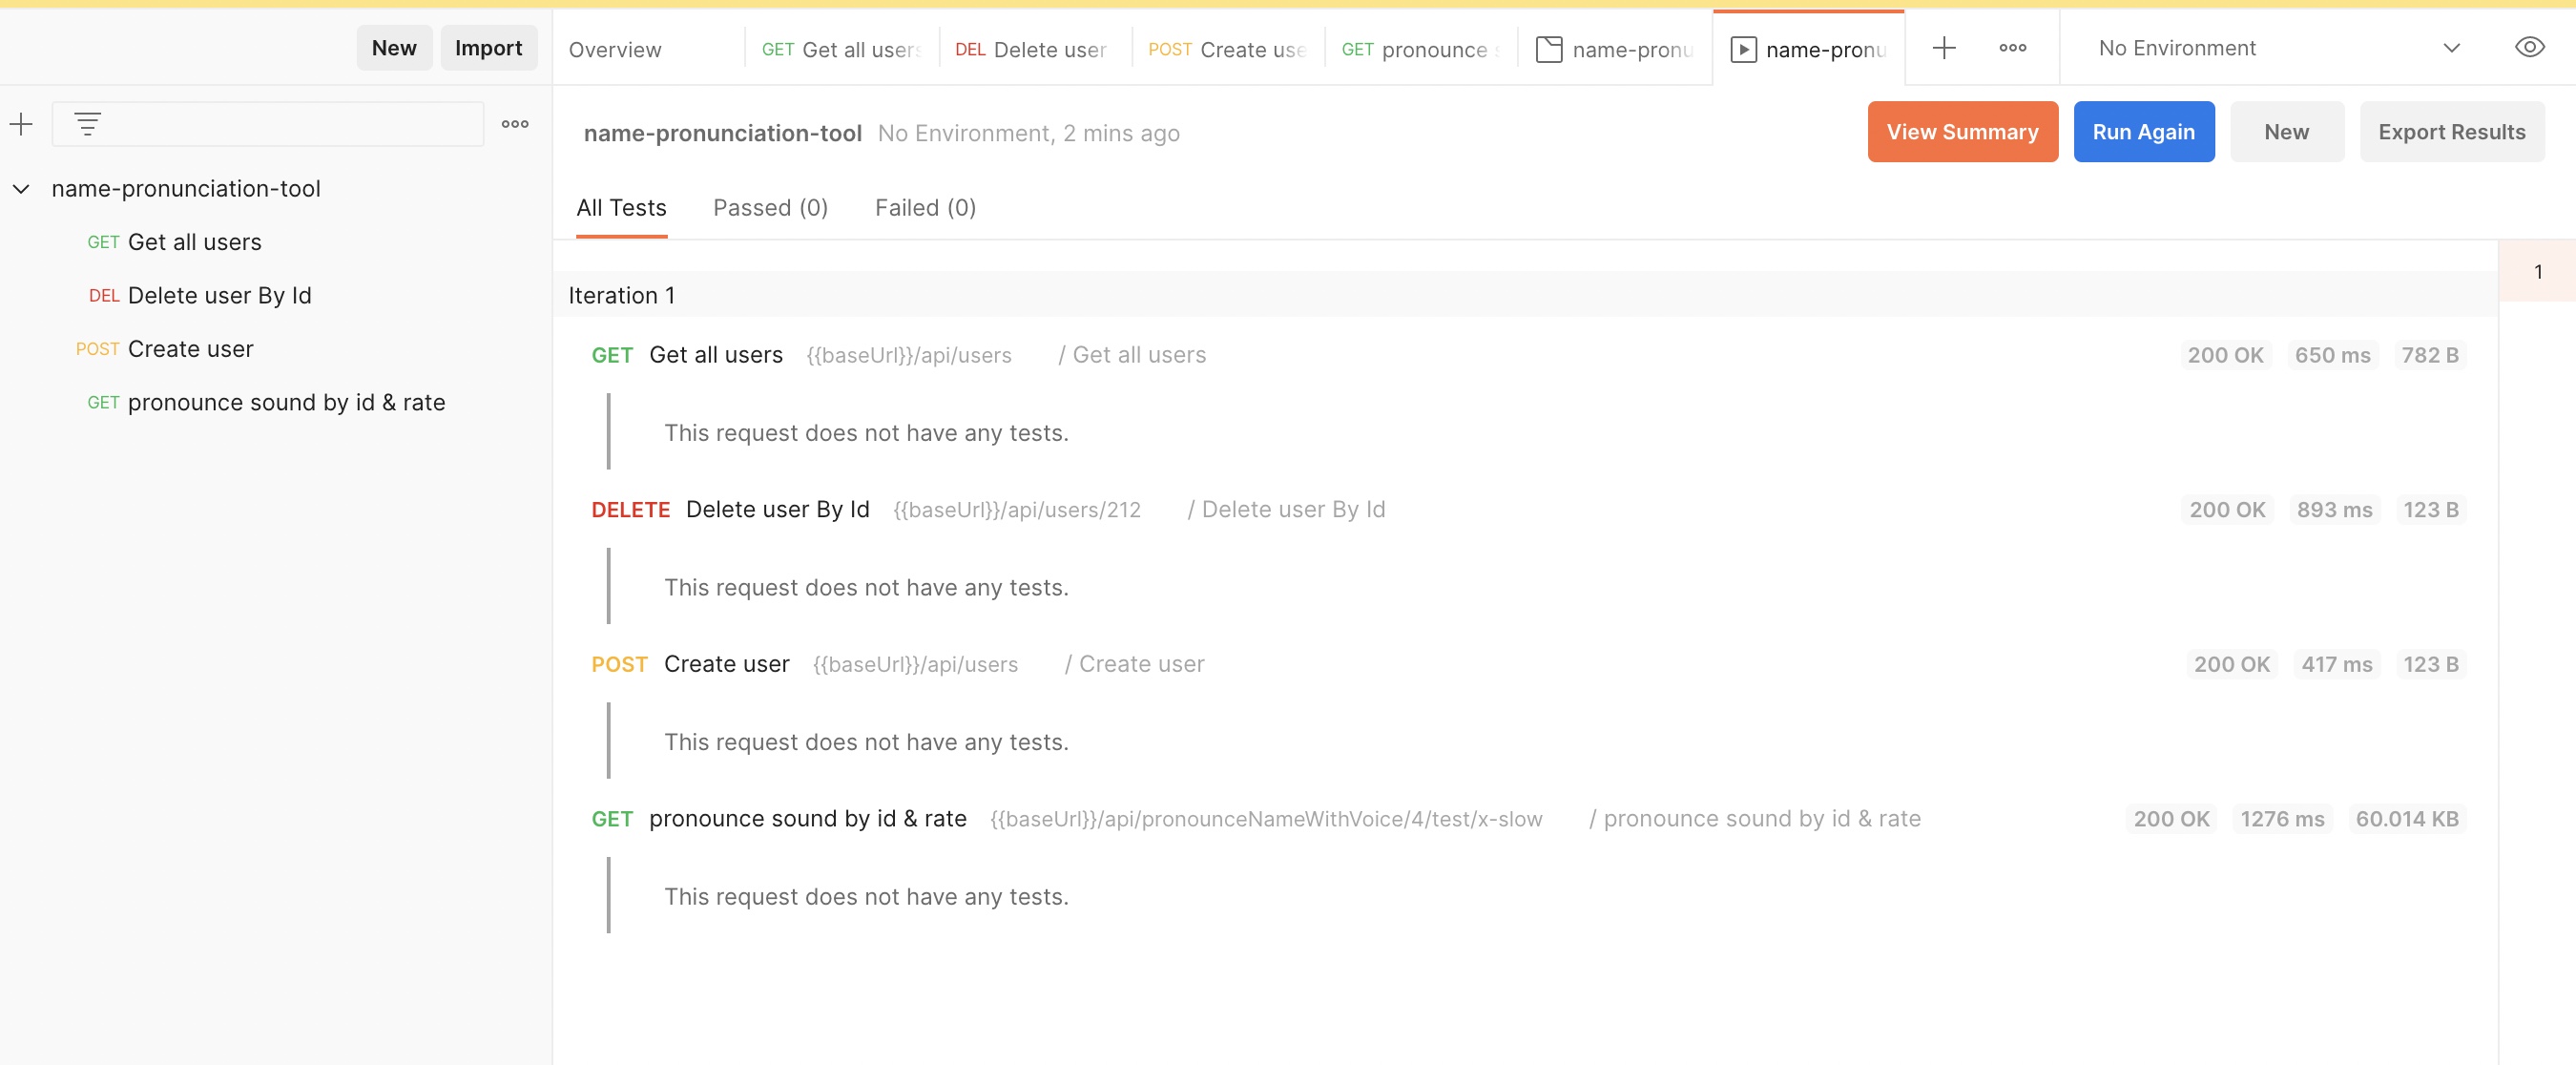 New Import Overview GET Get all users DEL Delete user POST Create use GET pronounce name-pronu name-pronu No Environment
name-pronunciation-tool No Environment, 2 mins ago View Summary Run Again New Export Results
name-pronunciation-tool
All Tests Passed (0) Failed (0)
GET Get all users
DEL Delete user By Id
POST Create user
GET pronounce sound by id & rate
1
Iteration 1
GET Get all users {{baseUrl}}/api/users / Get all users 200 OK 650 ms 782 B
This request does not have any tests.
DELETE Delete user By Id {{baseUrl}}/api/users/212 / Delete user By Id 200 OK 893 ms 123 B
This request does not have any tests.
POST Create user {{baseUrl}}/api/users / Create user 200 OK 417 ms 123 B
This request does not have any tests.
GET pronounce sound by id & rate {{baseUrl}}/api/pronounceNameWithVoice/4/test/x-slow / pronounce sound by id & rate 200 OK 1276 ms 60.014 KB
This request does not have any tests.